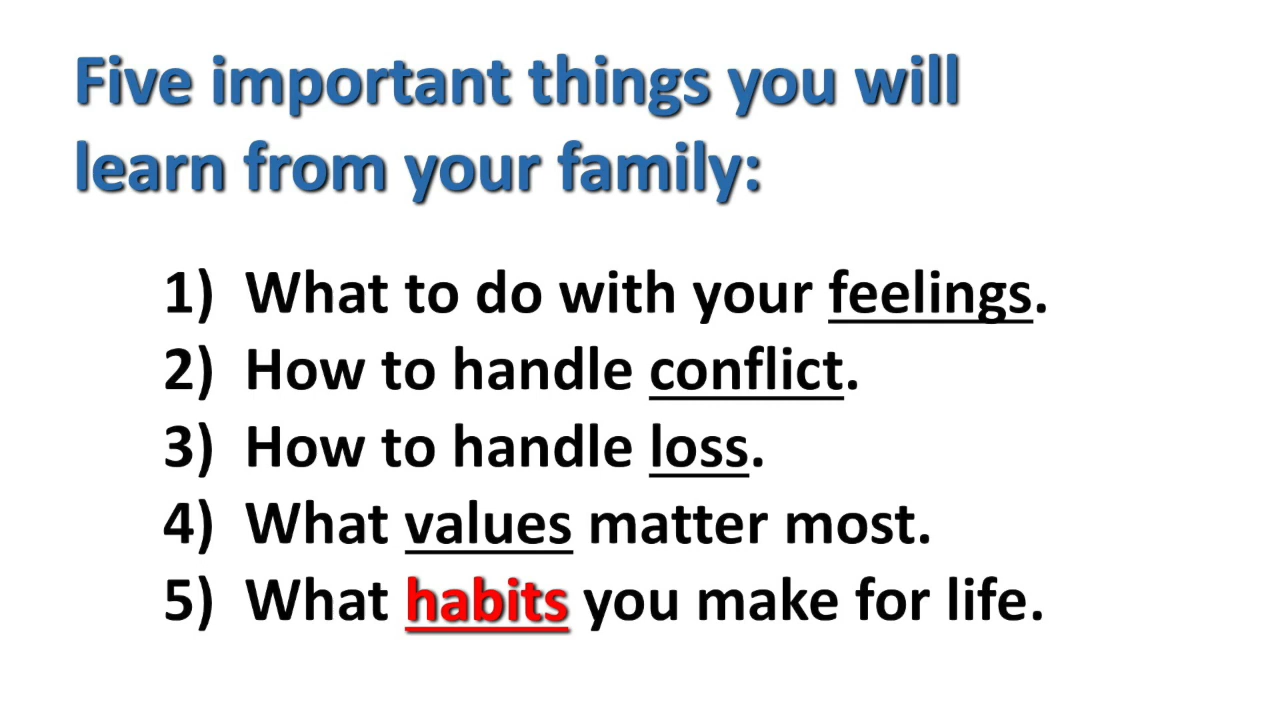 Five important things you will
learn from your family:
1) What to do with your feelings.
2) How to handle conflict.
3) How to handle loss.
4) What values matter most.
5) What habits you make for life.